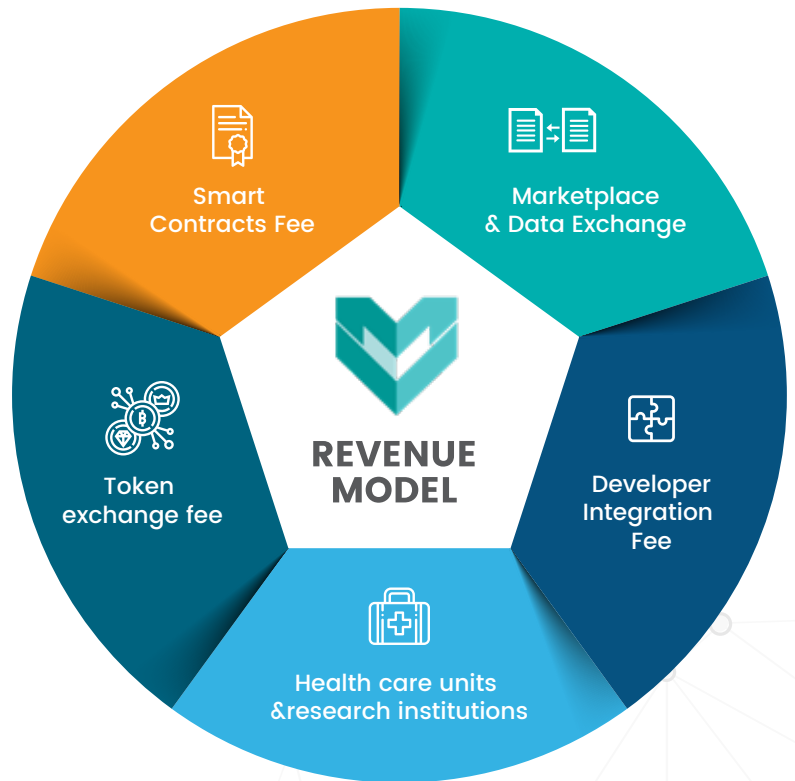 Smart
Contracts Fee
Marketplace
& Data Exchange
Token
exchange fee
REVENUE
MODEL
Developer
Integration
Fee
Health care units
&research institutions